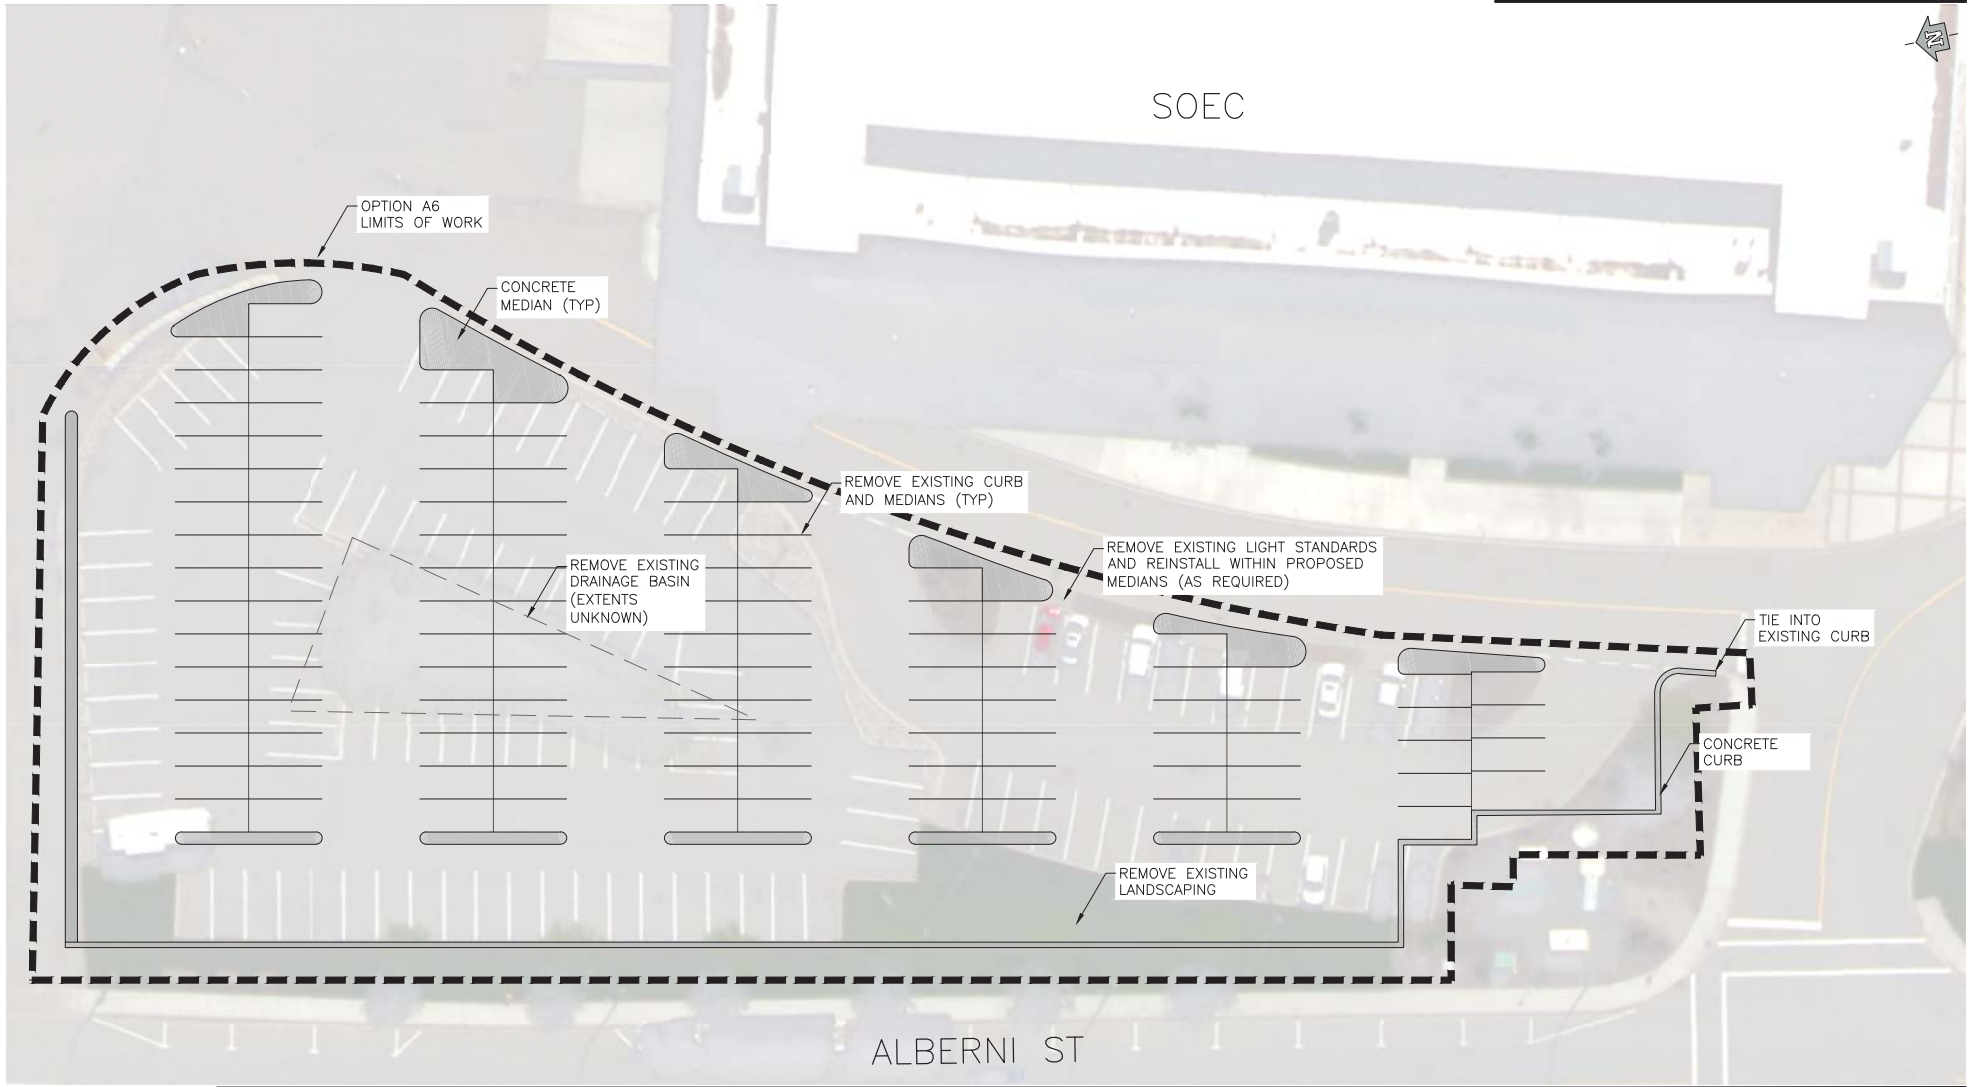 N
SOEC
OPTION A6
LIMITS OF WORK
CONCRETE
MEDIAN (TYP)
REMOVE EXISTING CURB
AND MEDIANS (TYP)
REMOVE EXISTING
DRAINAGE BASIN
(EXTENTS
UNKNOWN)
REMOVE EXISTING LIGHT STANDARDS
AND REINSTALL WITHIN PROPOSED
MEDIANS (AS REQUIRED)
TIE INTO
EXISTING CURB
CONCRETE
CURB
REMOVE EXISTING
LANDSCAPING
ALBERNI ST